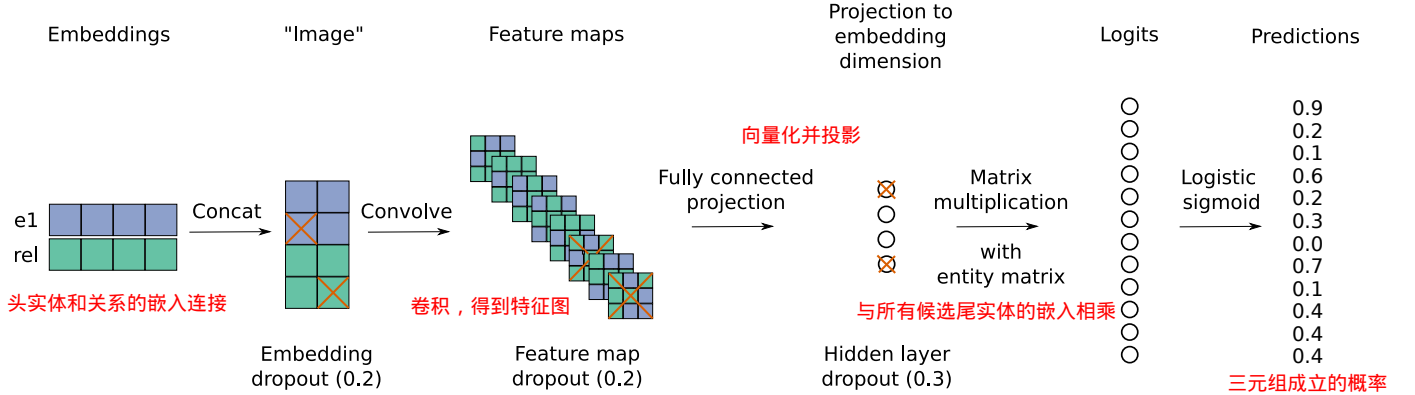 Embeddings
"Image"
Feature maps
Projection to
embedding
dimension
Logits
Predictions
e1
rel
头实体和关系的嵌入连接
Concat
Embedding
dropout (0.2)
Convolve
卷积，得到特征图
Feature map
dropout (0.2)
向量化并投影
Fully connected
projection
Hidden layer
dropout (0.3)
Matrix
multiplication
with
entity matrix
与所有候选尾实体的嵌入相乘
Logistic
sigmoid
0.9
0.2
0.1
0.6
0.2
0.3
0.0
0.7
0.1
0.4
0.4
0.4
三元组成立的概率